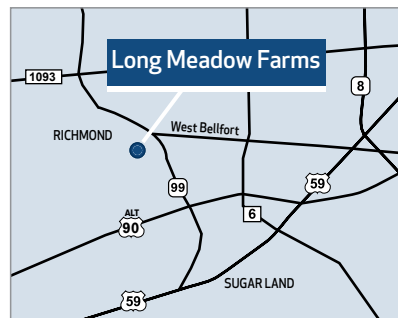 Long Meadow Farms
1093
8
RICHMOND
West Bellfort
99
59
ALT
90
6
SUGAR LAND
59